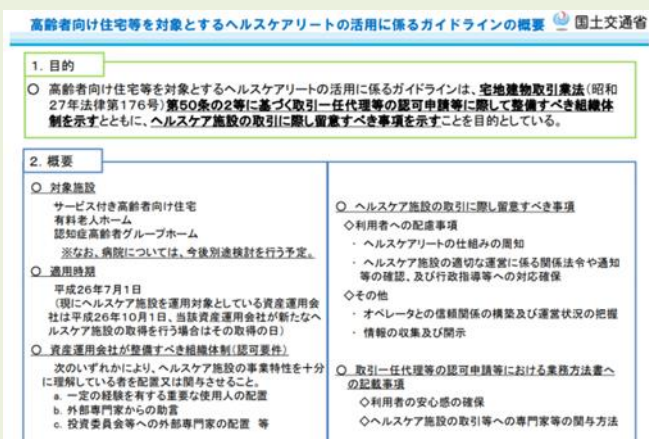 高齢者向け住宅等を対象とするヘルスケアリートの活用に係るガイドラインの概要
国土交通省
1. 目的
○ 高齢者向け住宅等を対象とするヘルスケアリートの活用に係るガイドラインは、宅地建物取引業法(昭和
27年法律第176号)第50条の2等に基づく取引一任代理等の認可申請等に際して整備すべき組織体
制を示すとともに、ヘルスケア施設の取引に際し留意すべき事項を示すことを目的としている。
2. 概要
○ 対象施設
サービス付き高齢者向け住宅
有料老人ホーム
認知症高齢者グループホーム
※なお、病院については、今後別途検討を行う予定。
○ 適用時期
平成26年7月1日
(現にヘルスケア施設を運用対象としている資産運用会
社は平成26年10月1日、当該資産運用会社が新たなヘ
ルスケア施設の取得を行う場合はその取得の日)
○ 資産運用会社が整備すべき組織体制(認可要件)
次のいずれかにより、ヘルスケア施設の事業特性を十分
に理解している者を配置又は関与させること。
a. 一定の経験を有する重要な使用人の配置
b. 外部専門家からの助言
c. 投資委員会等への外部専門家の配置 等
○ ヘルスケア施設の取引に際し留意すべき事項
◇利用者への配慮事項
・ ヘルスケアリートの仕組みの周知
・ ヘルスケア施設の適切な運営に係る関係法令や通知
等の確認、及び行政指導等への対応確保
◇その他
・ オペレータとの信頼関係の構築及び運営状況の把握
・ 情報の収集及び開示
○ 取引一任代理等の認可申請等における業務方法書へ
の記載事項
◇利用者の安心感の確保
◇ヘルスケア施設の取引等への専門家等の関与方法